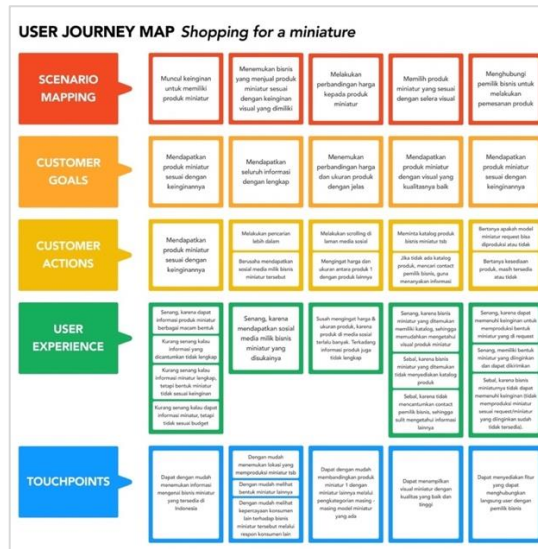 USER JOURNEY MAP Shopping for a miniature
SCENARIO
MAPPING
Muncul keinginan
untuk memiliki
produk miniatur
Menemukan bisnis
yang menjual produk
miniatur sesuai
dengan keinginan
visual yang dimiliki
Melakukan
perbandingan harga
kepada produk
miniatur
Memilih produk
miniatur yang sesuai
dengan selera visual
Menghubungi
pemilik bisnis untuk
melakukan
pemesanan produk
CUSTOMER
GOALS
Mendapatkan
produk miniatur
sesuai dengan
keinginannya
Mendapatkan
seluruh informasi
dengan lengkap
Menemukan
perbandingan harga
dan ukuran produk
dengan jelas
Mendapatkan
produk miniatur
dengan visual yang
kualitasnya baik
Mendapatkan
produk miniatur
sesuai dengan
keinginannya
CUSTOMER
ACTIONS
Mendapatkan
produk miniatur
sesuai dengan
keinginannya
Melakukan pencarian
lebih dalam
Berusaha mendapatkan
sosial media milik bisnis
miniatur tersebut
Melakukan scrolling di
laman media sosial
Mengingat harga dan
ukuran antara produk 1
dengan produk lainnya
Meminta katalog produk
bisnis miniatur tsb
Jika tidak ada katalog
produk, mencari contact
pemilik bisnis, guna
menanyakan informasi
Bertanya apakah model
miniatur request bisa
diproduksi atau tidak
Bertanya kesediaan
produk, masih tersedia
atau tidak
USER
EXPERIENCE
Senang, karena dapat
informasi produk miniatur
berbagai macam bentuk
Kurang senang kalau
informasi yang
dicantumkan tidak lengkap
Kurang senang kalau
informasi miniatur lengkap,
tetapi bentuk tidak
sesuai keinginan
Kurang senang kalau dapat
informasi miniatur, tetapi
tidak sesuai budget
Senang, karena
mendapatkan sosial
media milik bisnis
miniatur yang
disukainya
Susah mengingat harga &
ukuran produk, karena
produk di media sosial
terlalu banyak. Terkadang
informasi produk juga
tidak lengkap
Senang, karena bisnis
miniatur yang ditemukan
memiliki katalog, sehingga
memudahkan mengetahui
visual produk miniatur
Sebal, karena bisnis
miniatur yang ditemukan
tidak menyediakan katalog
produk
Sebal, karena tidak
mencantumkan contact
pemilik bisnis, sehingga
sulit mengetahui informasi
lainnya
Senang, karena dapat
memenuhi keinginan untuk
memproduksi bentuk
miniatur yang di request
Senang, memiliki bentuk
miniatur yang diinginkan
dan dapat dikirimkan
Sebal, karena bisnis
miniaturnya tidak dapat
memenuhi keinginan (tidak
memproduksi miniatur
sesuai request/miniatur
yang diinginkan sudah
tidak tersedia).
TOUCHPOINTS
Dapat dengan mudah
menemukan informasi
mengenai bisnis miniatur
yang tersedia di
Indonesia
Dengan mudah
menemukan lokasi yang
memproduksi miniatur tsb
Dengan mudah melihat
bentuk miniatur lainnya
Dengan mudah melihat
kepercayaan konsumen
lain terhadap bisnis
miniatur tersebut melalui
respon konsumen lain
Dapat dengan mudah
membandingkan produk
miniatur 1 dengan
miniatur lainnya melalui
pengkategorian masing -
masing model miniatur
yang ada
Dapat menampilkan
visual miniatur dengan
kualitas yang baik dan
tinggi
Dapat menyediakan fitur
yang dapat
menghubungkan
langsung user dengan
pemilik bisnis